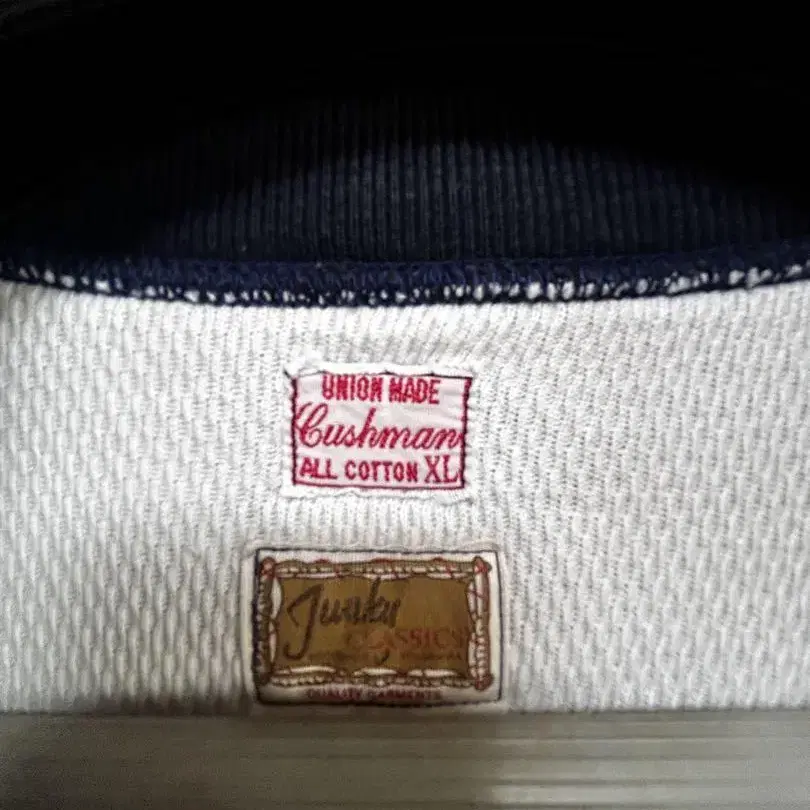 UNION MADE
Cushman
ALL COTTON XL
Junky
CLASSICS
QUALITY GARMENTS